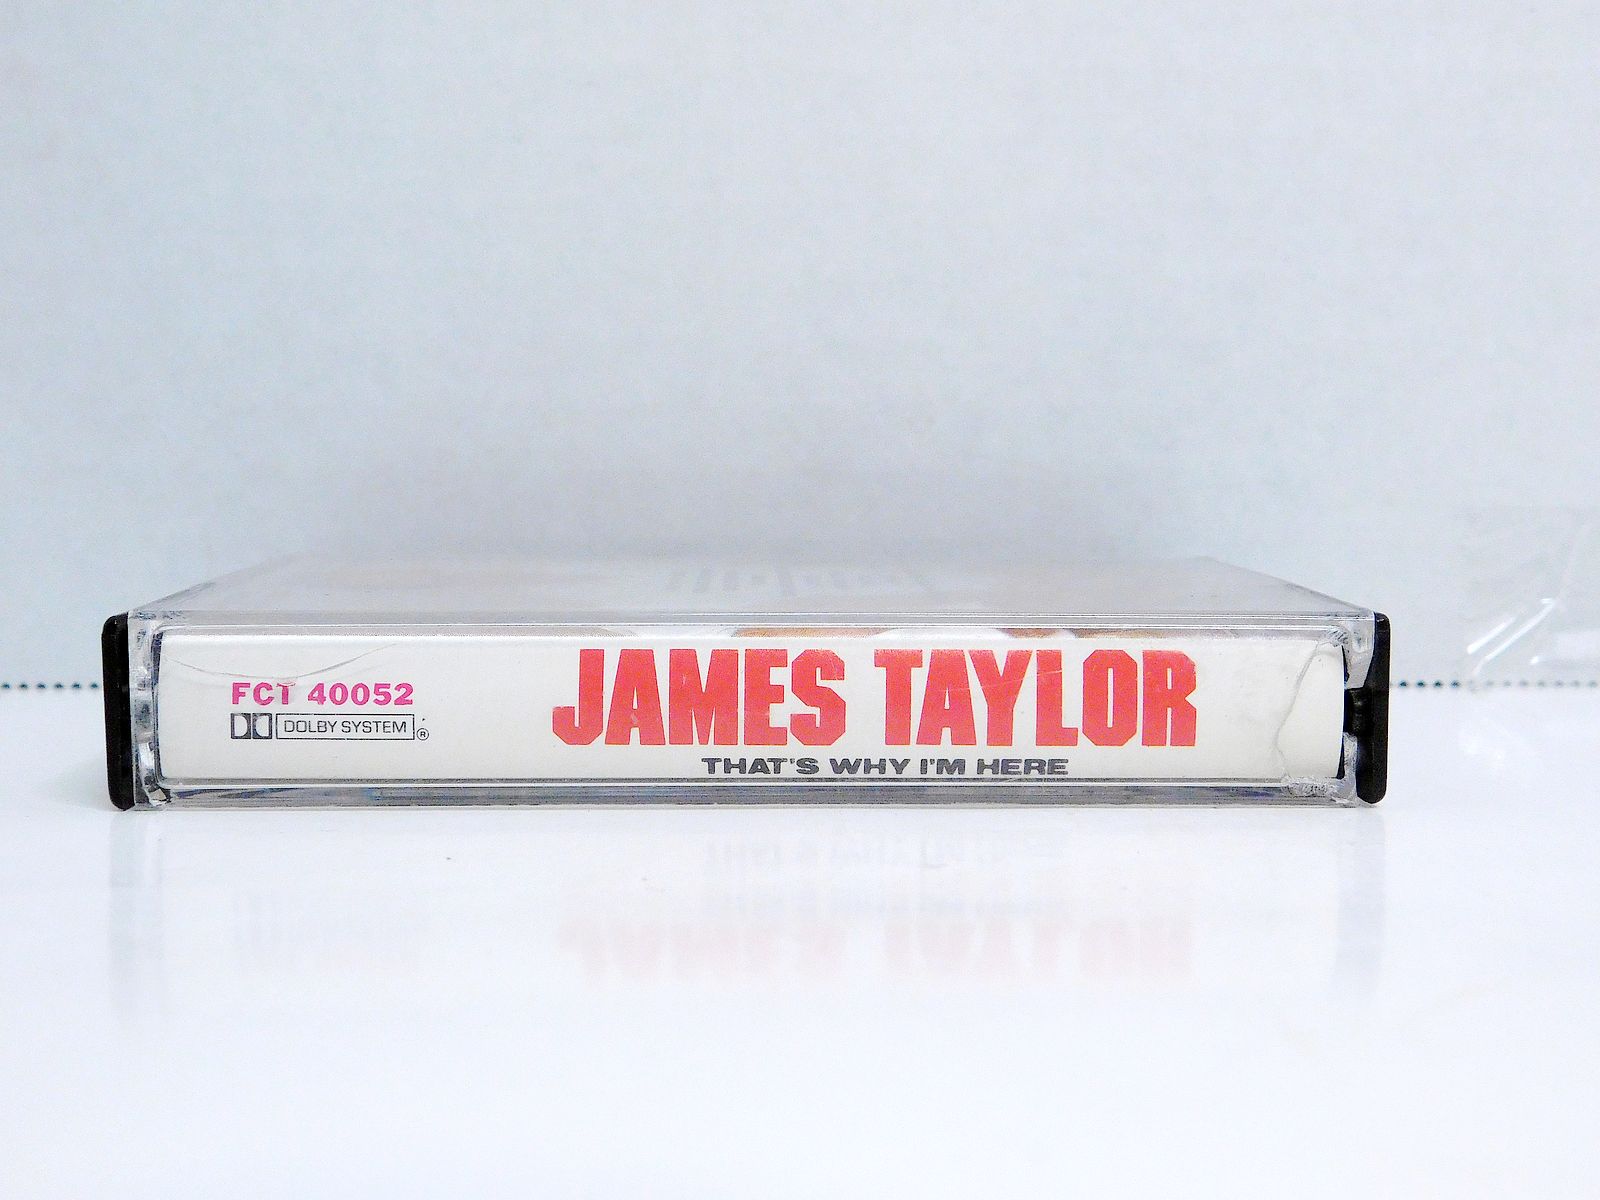 FCT 40052
DOLBY SYSTEM ®
JAMES TAYLOR
THAT'S WHY I'M HERE